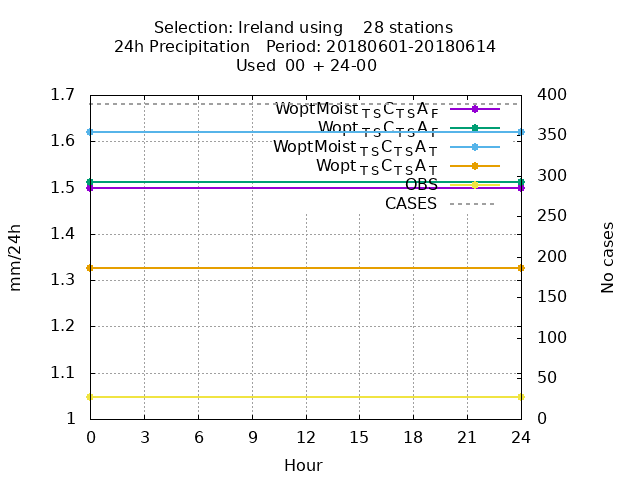 Selection: Ireland using    28 stations
24h Precipitation   Period: 20180601-20180614
Used  00 + 24-00
1.7
1.6
1.5
1.4
1.3
1.2
1.1
1
mm/24h
WoptMoist TS C TS A F
Wopt TS C TS A F
WoptMoist TS C TS A T
Wopt TS C TS A T
OBS
CASES
400
350
300
250
200
150
100
50
0
No cases
0 3 6 9 12 15 18 21 24
Hour